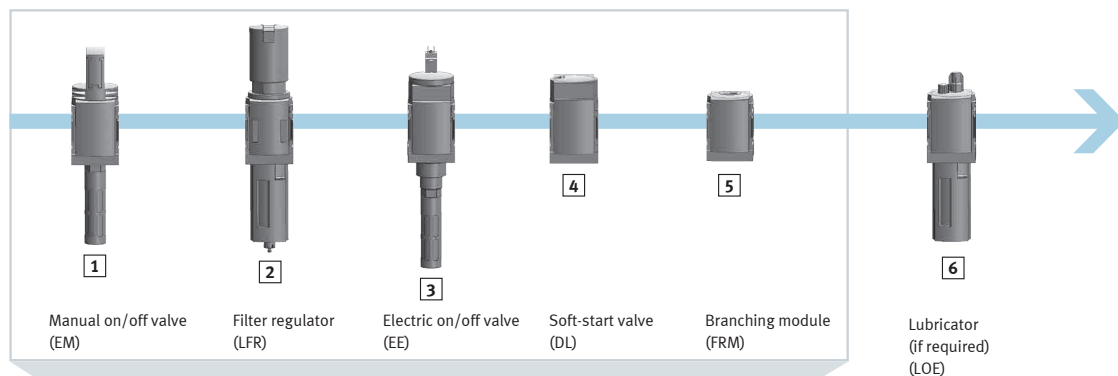 1
2
3
4
5
6
Manual on/off valve
(EM)
Filter regulator
(LFR)
Electric on/off valve
(EE)
Soft-start valve
(DL)
Branching module
(FRM)
Lubricator
(if required)
(LOE)